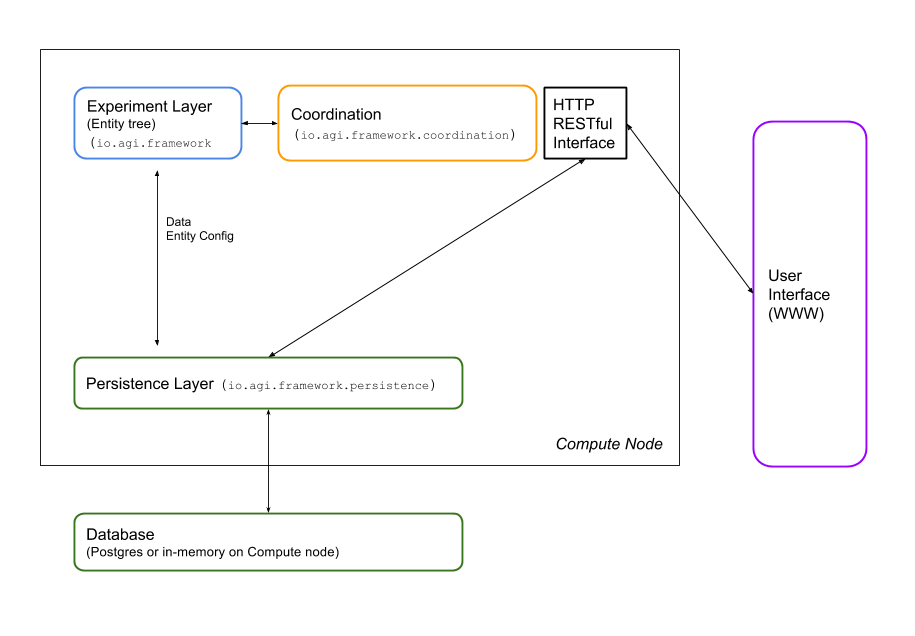 Experiment Layer
(Entity tree)
(io.agi.framework
Coordination
(io.agi.framework.coordination)
HTTP
RESTful
Interface
Data
Entity Config
User
Interface
(WWW)
Persistence Layer (io.agi.framework.persistence)
Compute Node
Database
(Postgres or in-memory on Compute node)